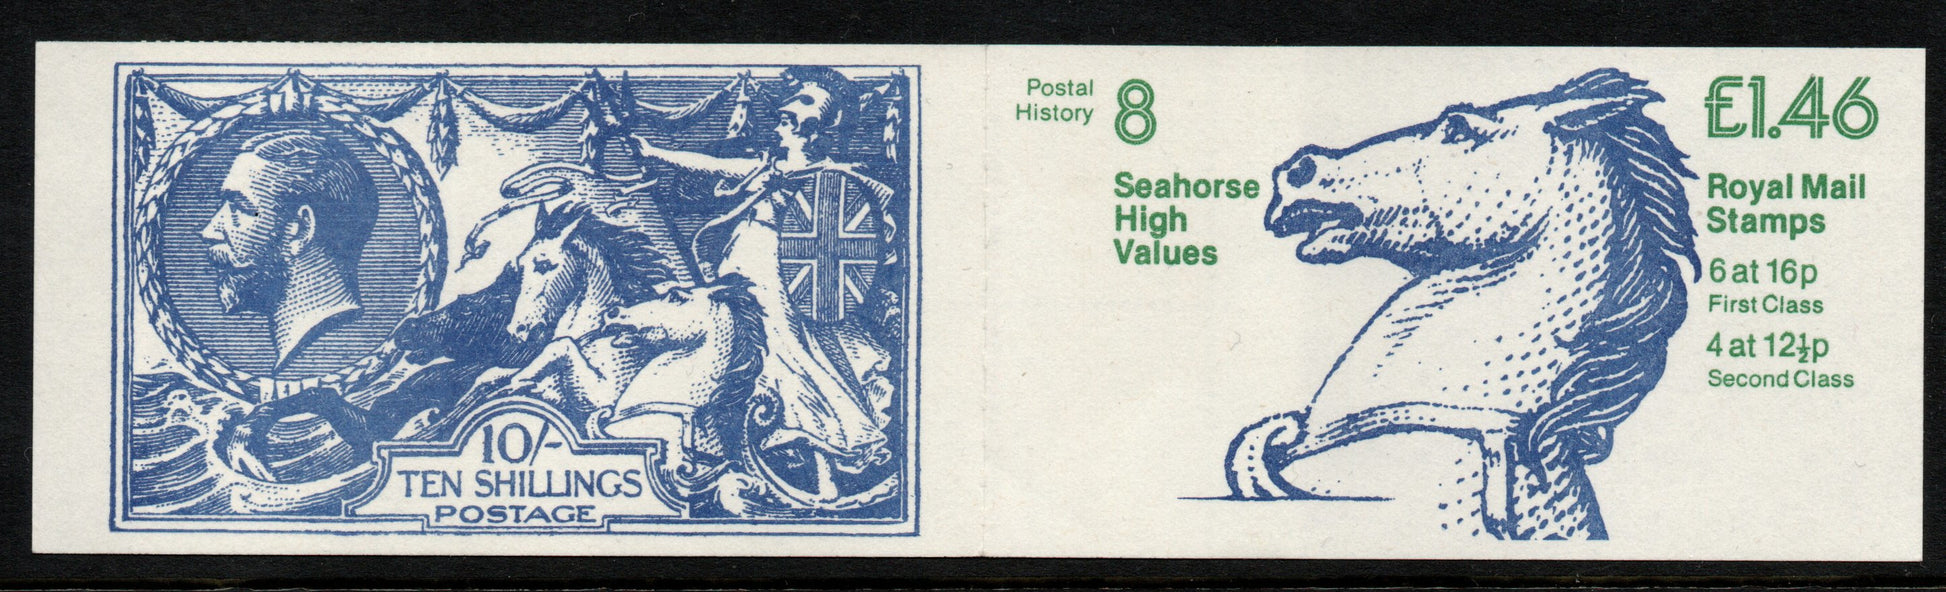 10/-
TEN SHILLINGS
POSTAGE
Postal
History
8
Seahorse
High
Values
£1.46
Royal Mail
Stamps
6 at 16p
First Class
4 at 12½p
Second Class